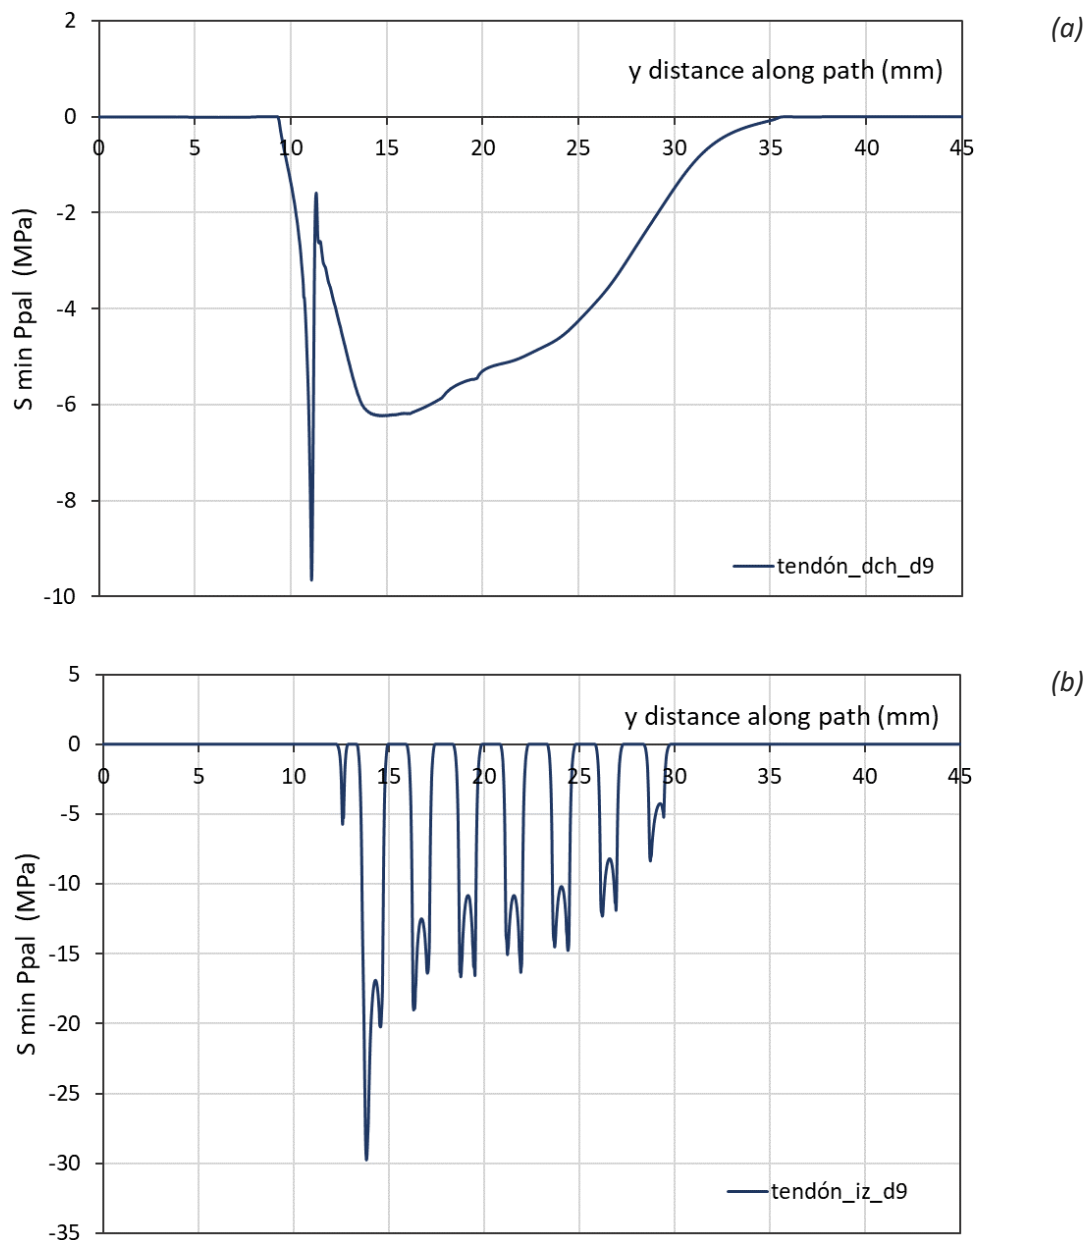 (a)
2
y distance along path (mm)
0
0 5 10 15 20 25 30 35 40 45
-2
-4
-6
-8
-10
S min Ppal (MPa)
tendón_dch_d9
(b)
5
y distance along path (mm)
0
0 5 10 15 20 25 30 35 40 45
-5
-10
-15
-20
-25
-30
-35
S min Ppal (MPa)
tendón_iz_d9